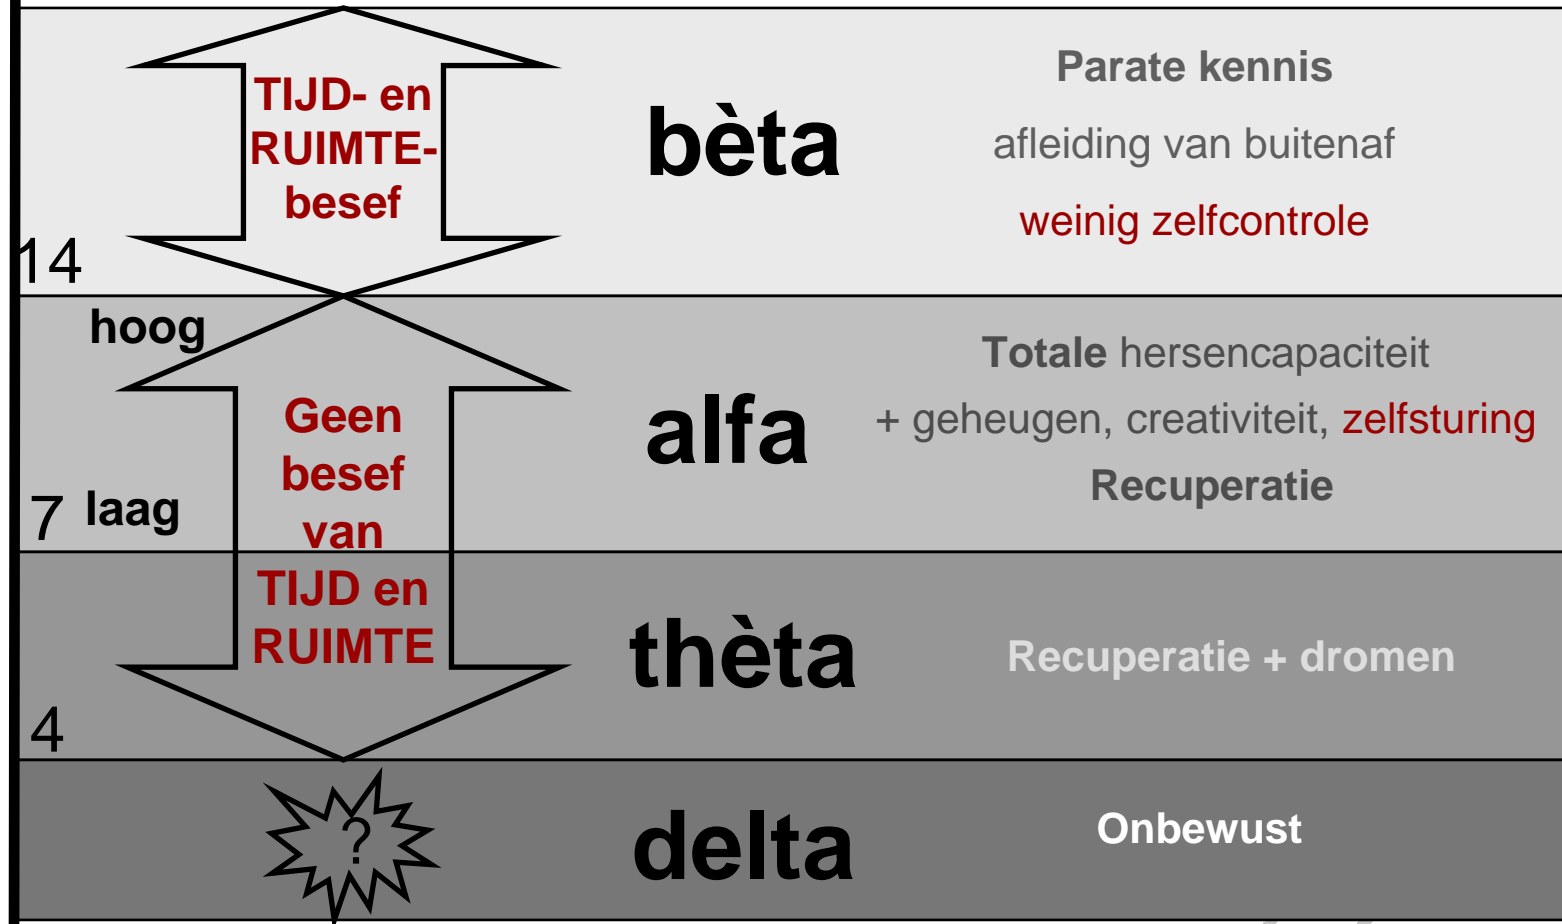 TIJD- en
RUIMTE-
besef
bèta
Parate kennis
afleiding van buitenaf
weinig zelfcontrole
14
hoog
Geen
besef
van
TIJD en
RUIMTE
alfa
Totale hersencapaciteit
+ geheugen, creativiteit, zelfsturing
Recuperatie
7
laag
thèta
Recuperatie + dromen
4
?
delta
Onbewust